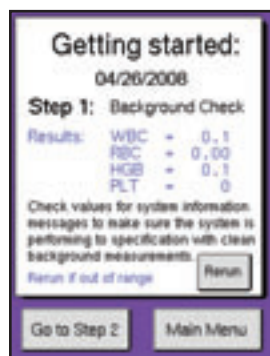 Getting started:
04/26/2008
Step 1: Background Check
Results: WBC = 0.1
RBC = 0.00
HGB = 0.1
PLT = 0
Check values for system information
messages to make sure the system is
performing to specification with clean
background measurements.
Rerun if out of range
Rerun
Go to Step 2 Main Menu